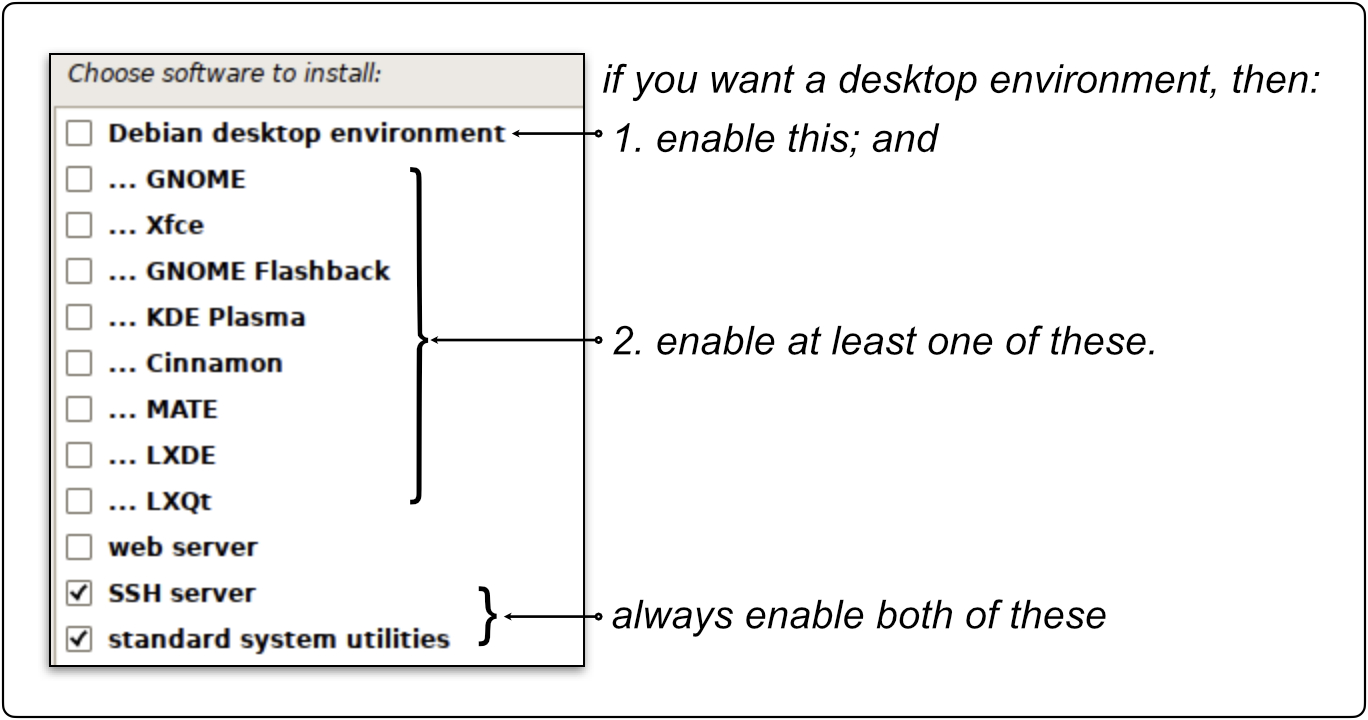 Choose software to install:
if you want a desktop environment, then:
Debian desktop environment
1. enable this; and
... GNOME
... Xfce
... GNOME Flashback
... KDE Plasma
2. enable at least one of these.
... Cinnamon
... MATE
... LXDE
... LXQt
web server
SSH server
always enable both of these
standard system utilities